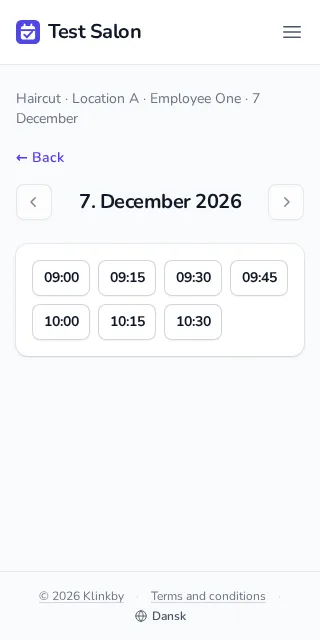 Test Salon
Haircut · Location A · Employee One · 7
December
← Back
7. December 2026
09:00 09:15 09:30 09:45
10:00 10:15 10:30
© 2026 Klinkby · Terms and conditions ·
Dansk